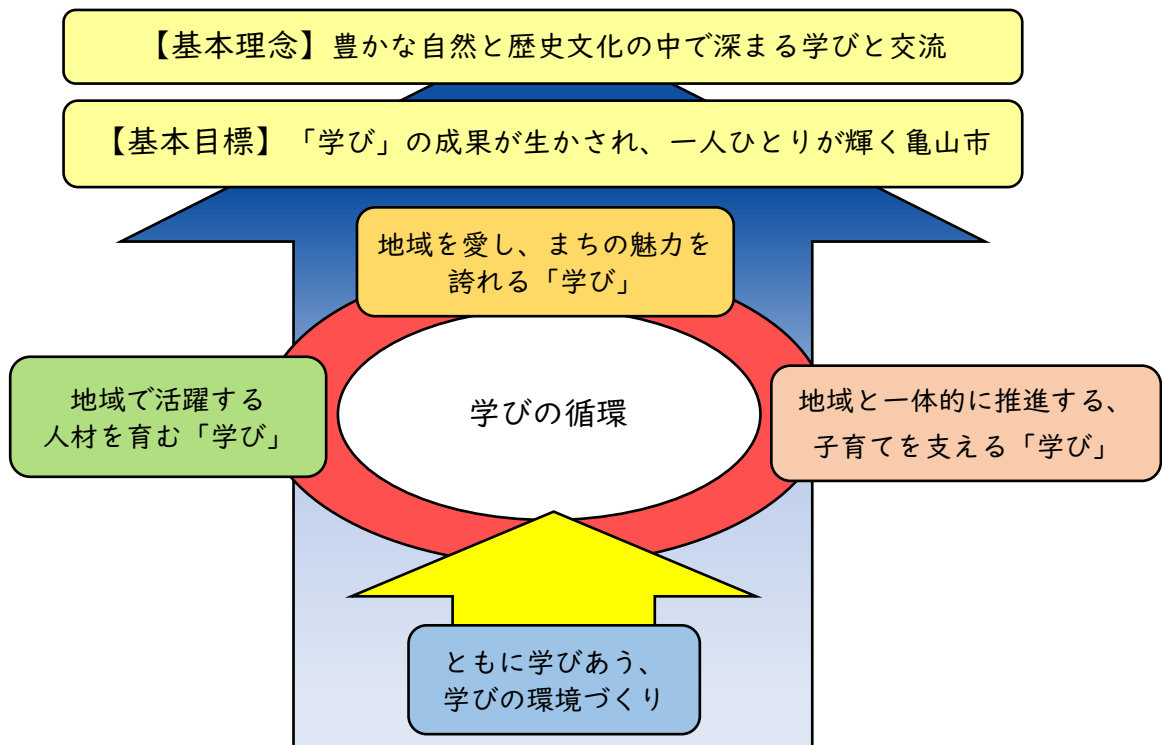 【基本理念】豊かな自然と歴史文化の中で深まる学びと交流
【基本目標】「学び」の成果が生かされ、一人ひとりが輝く亀山市
地域を愛し、まちの魅力を
誇れる「学び」
地域で活躍する
人材を育む「学び」
学びの循環
地域と一体的に推進する、
子育てを支える「学び」
ともに学びあう、
学びの環境づくり